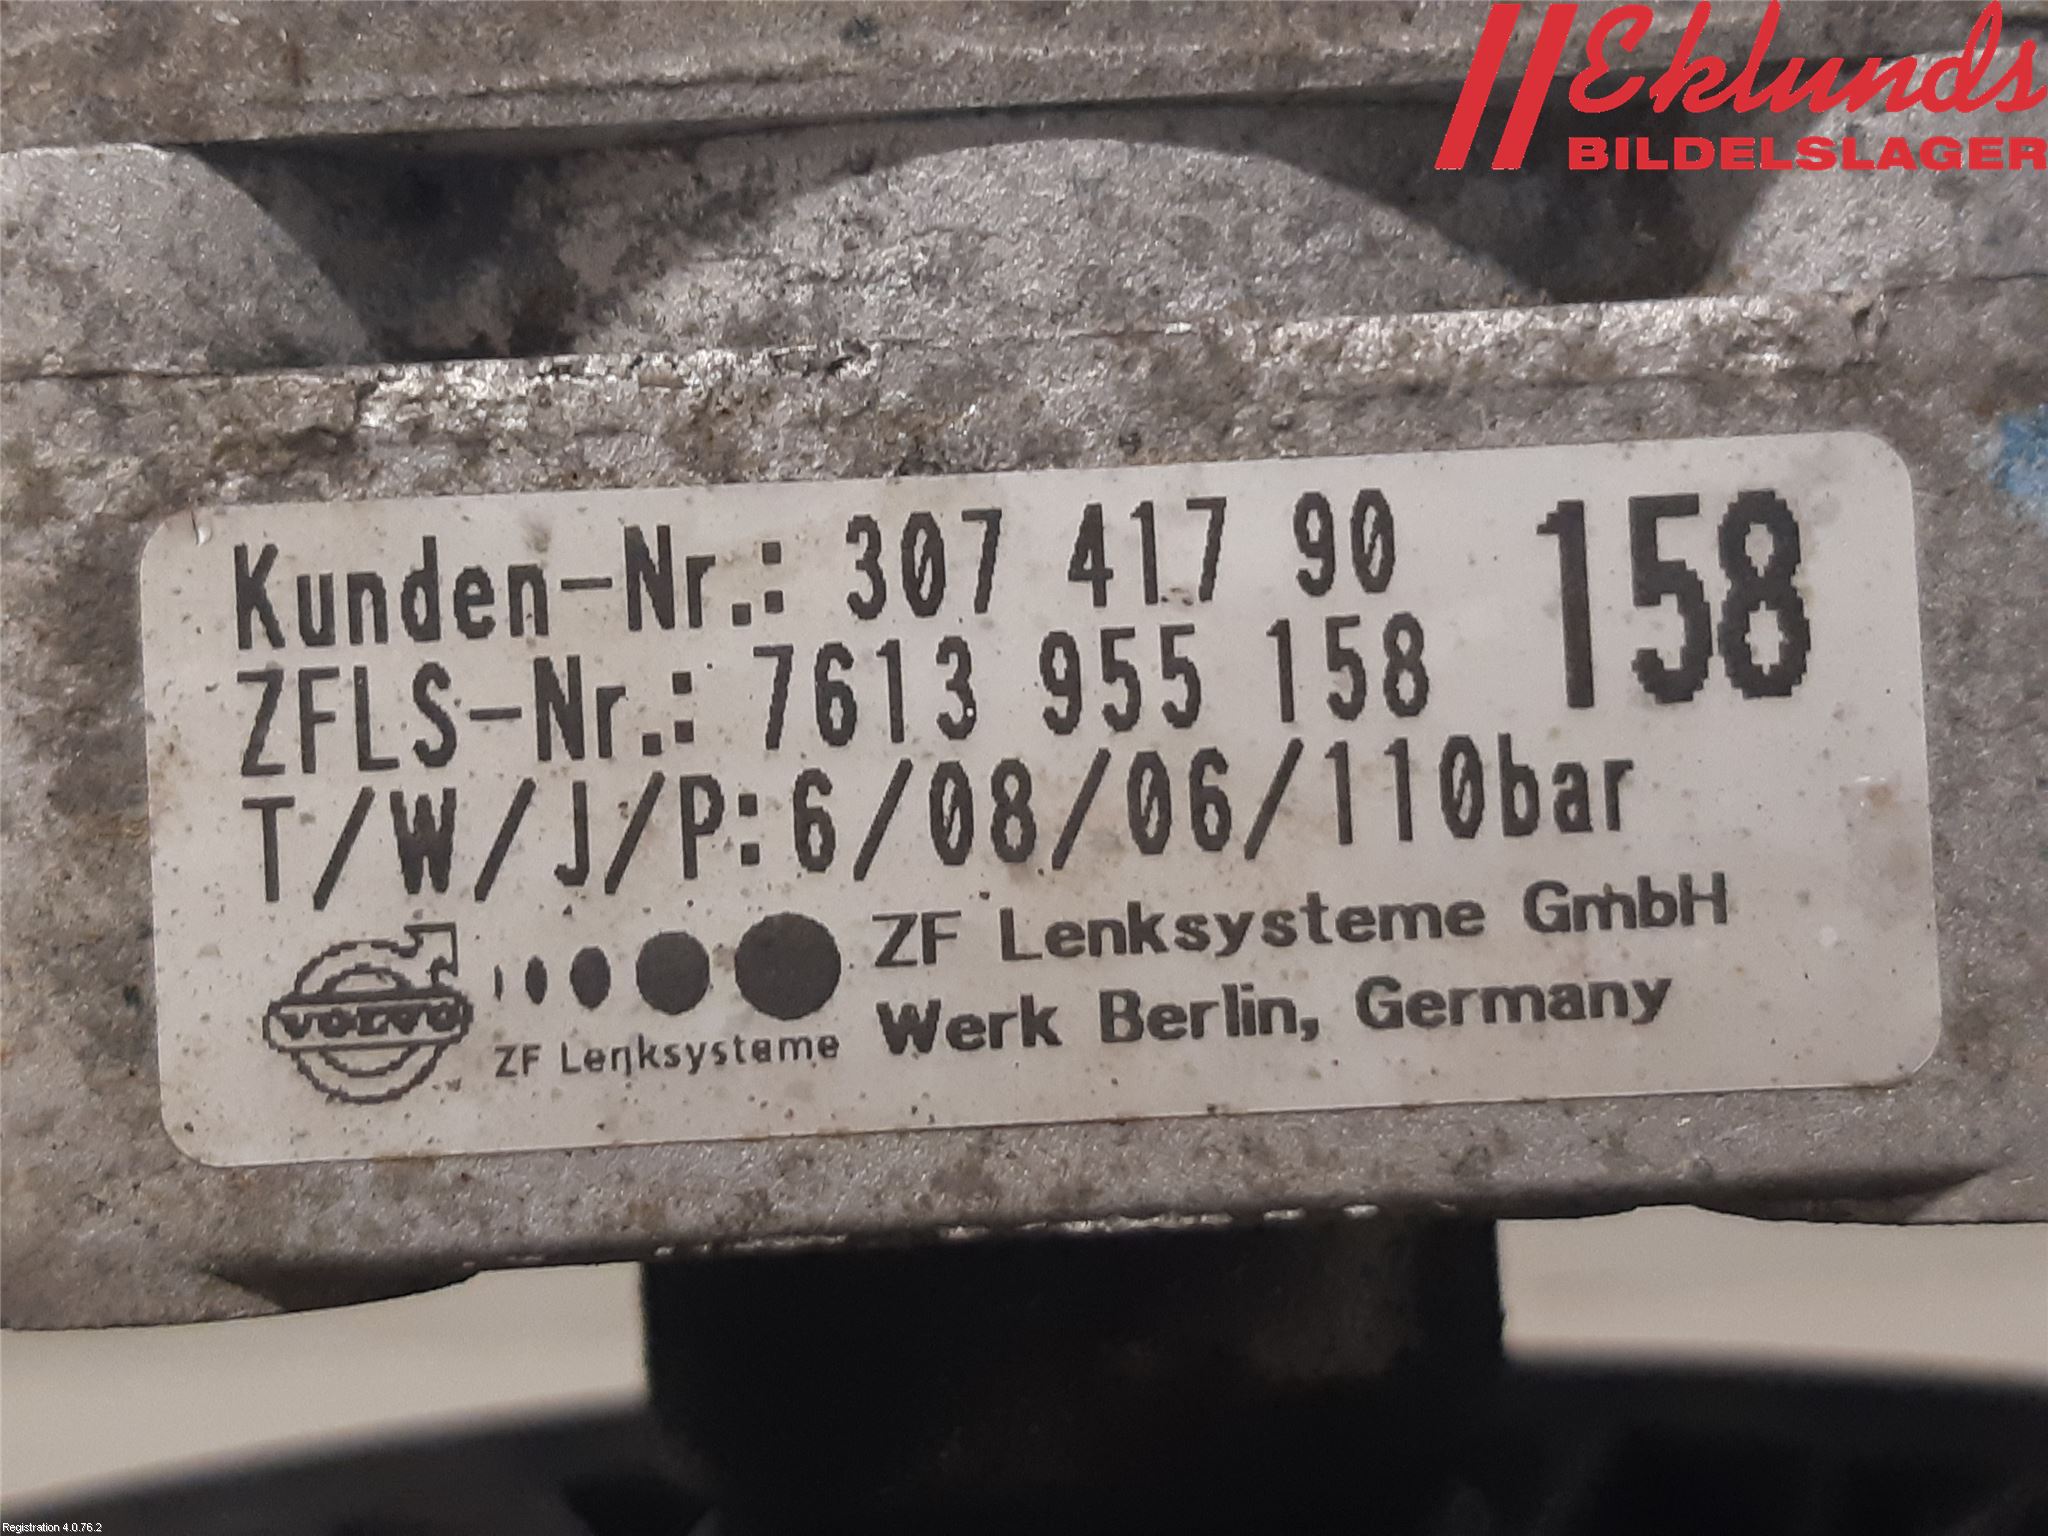 Eklunds
BILDELSLAGER
Kunden-Nr.: 307 417 90
158
ZFLS-Nr.: 7613 955 158
T/W/J/P: 6/08/06/110bar
VOLVO
ZF Lenksysteme
ZF Lenksysteme GmbH
Werk Berlin, Germany
Registration 4.0.76.2